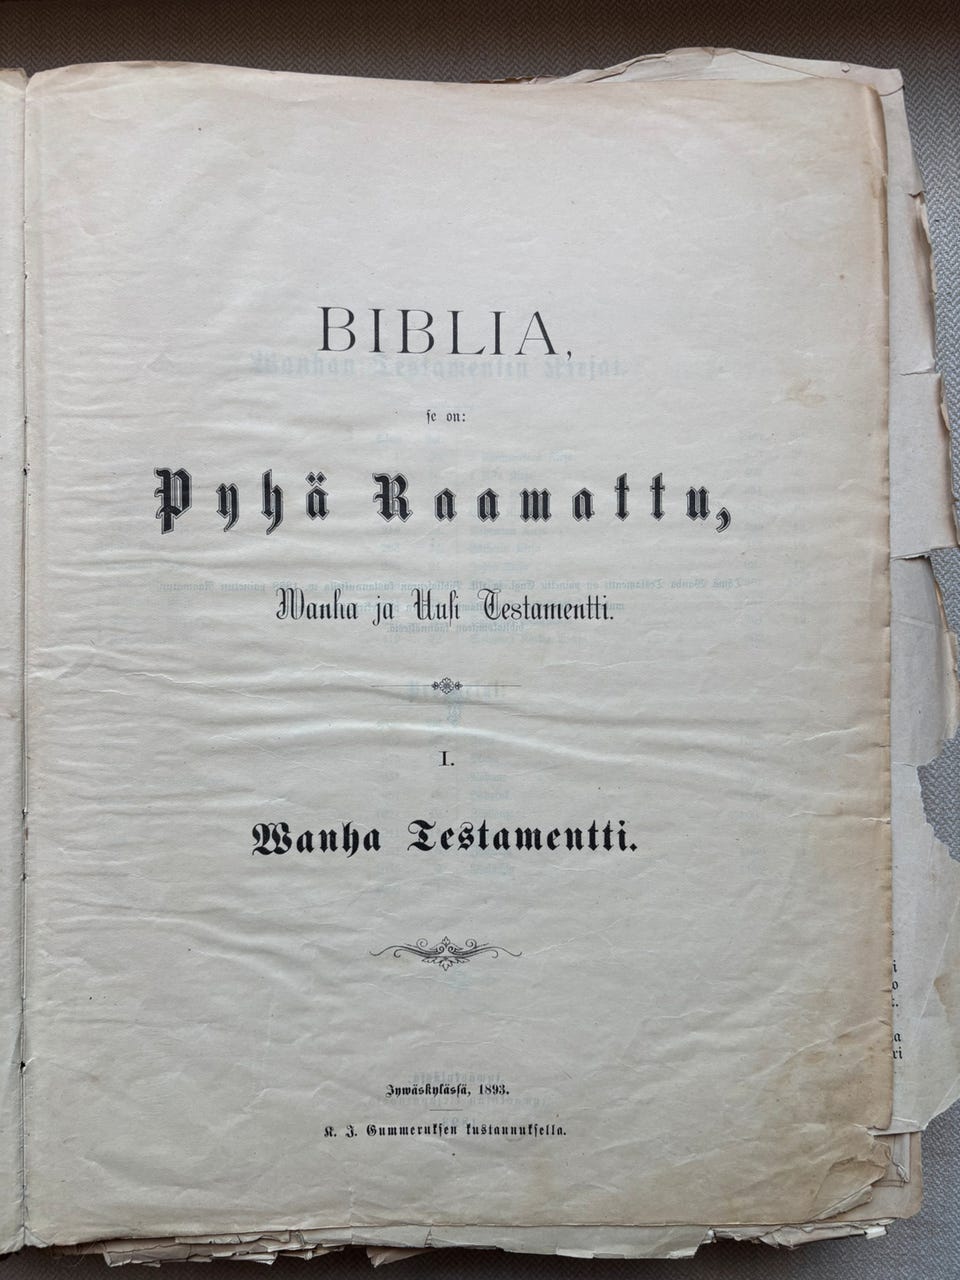 BIBLIA,
se on:
Pyhä Raamattu,
Wanha ja Uusi Testamentti.
I.
Wanha Testamentti.
Jywäskylässä, 1893.
K. J. Gummeruksen kustannuksella.